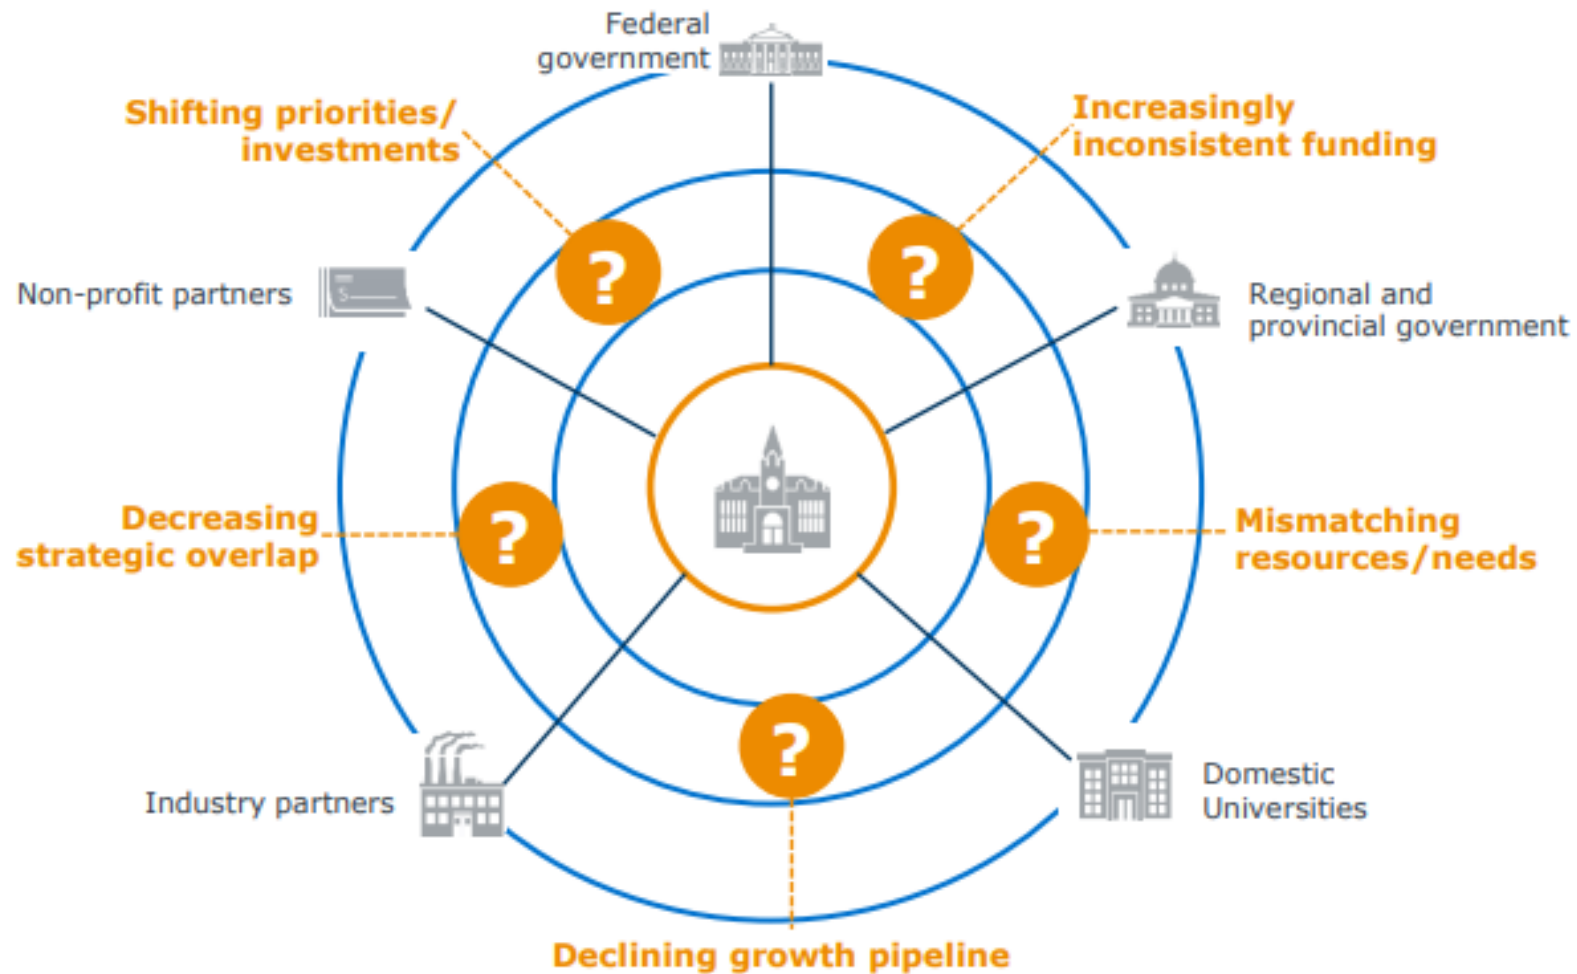 Federal
government
Shifting priorities/
investments
Increasingly
inconsistent funding
?
?
Non-profit partners
$
Regional and
provincial government
Decreasing
strategic overlap
?
?
Mismatching
resources/needs
?
Industry partners
Domestic
Universities
Declining growth pipeline